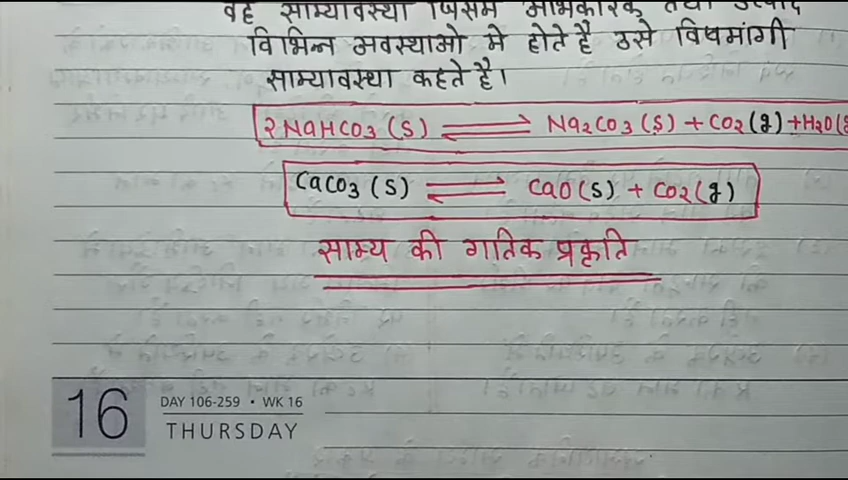 वह साम्यावस्था जिसमें अभिकारक तथा उत्पाद
विभिन्न अवस्थाओ मे होते है उसे विषमांगी
साम्यावस्था कहते है।
2NaHCO3 (S) ⇌ Na2CO3 (S) + CO2 (g) + H2O (g
CaCO3 (S) ⇌ CaO (S) + CO2 (g)
साम्य की गतिक प्रकृति
16 DAY 106-259 • WK 16
THURSDAY